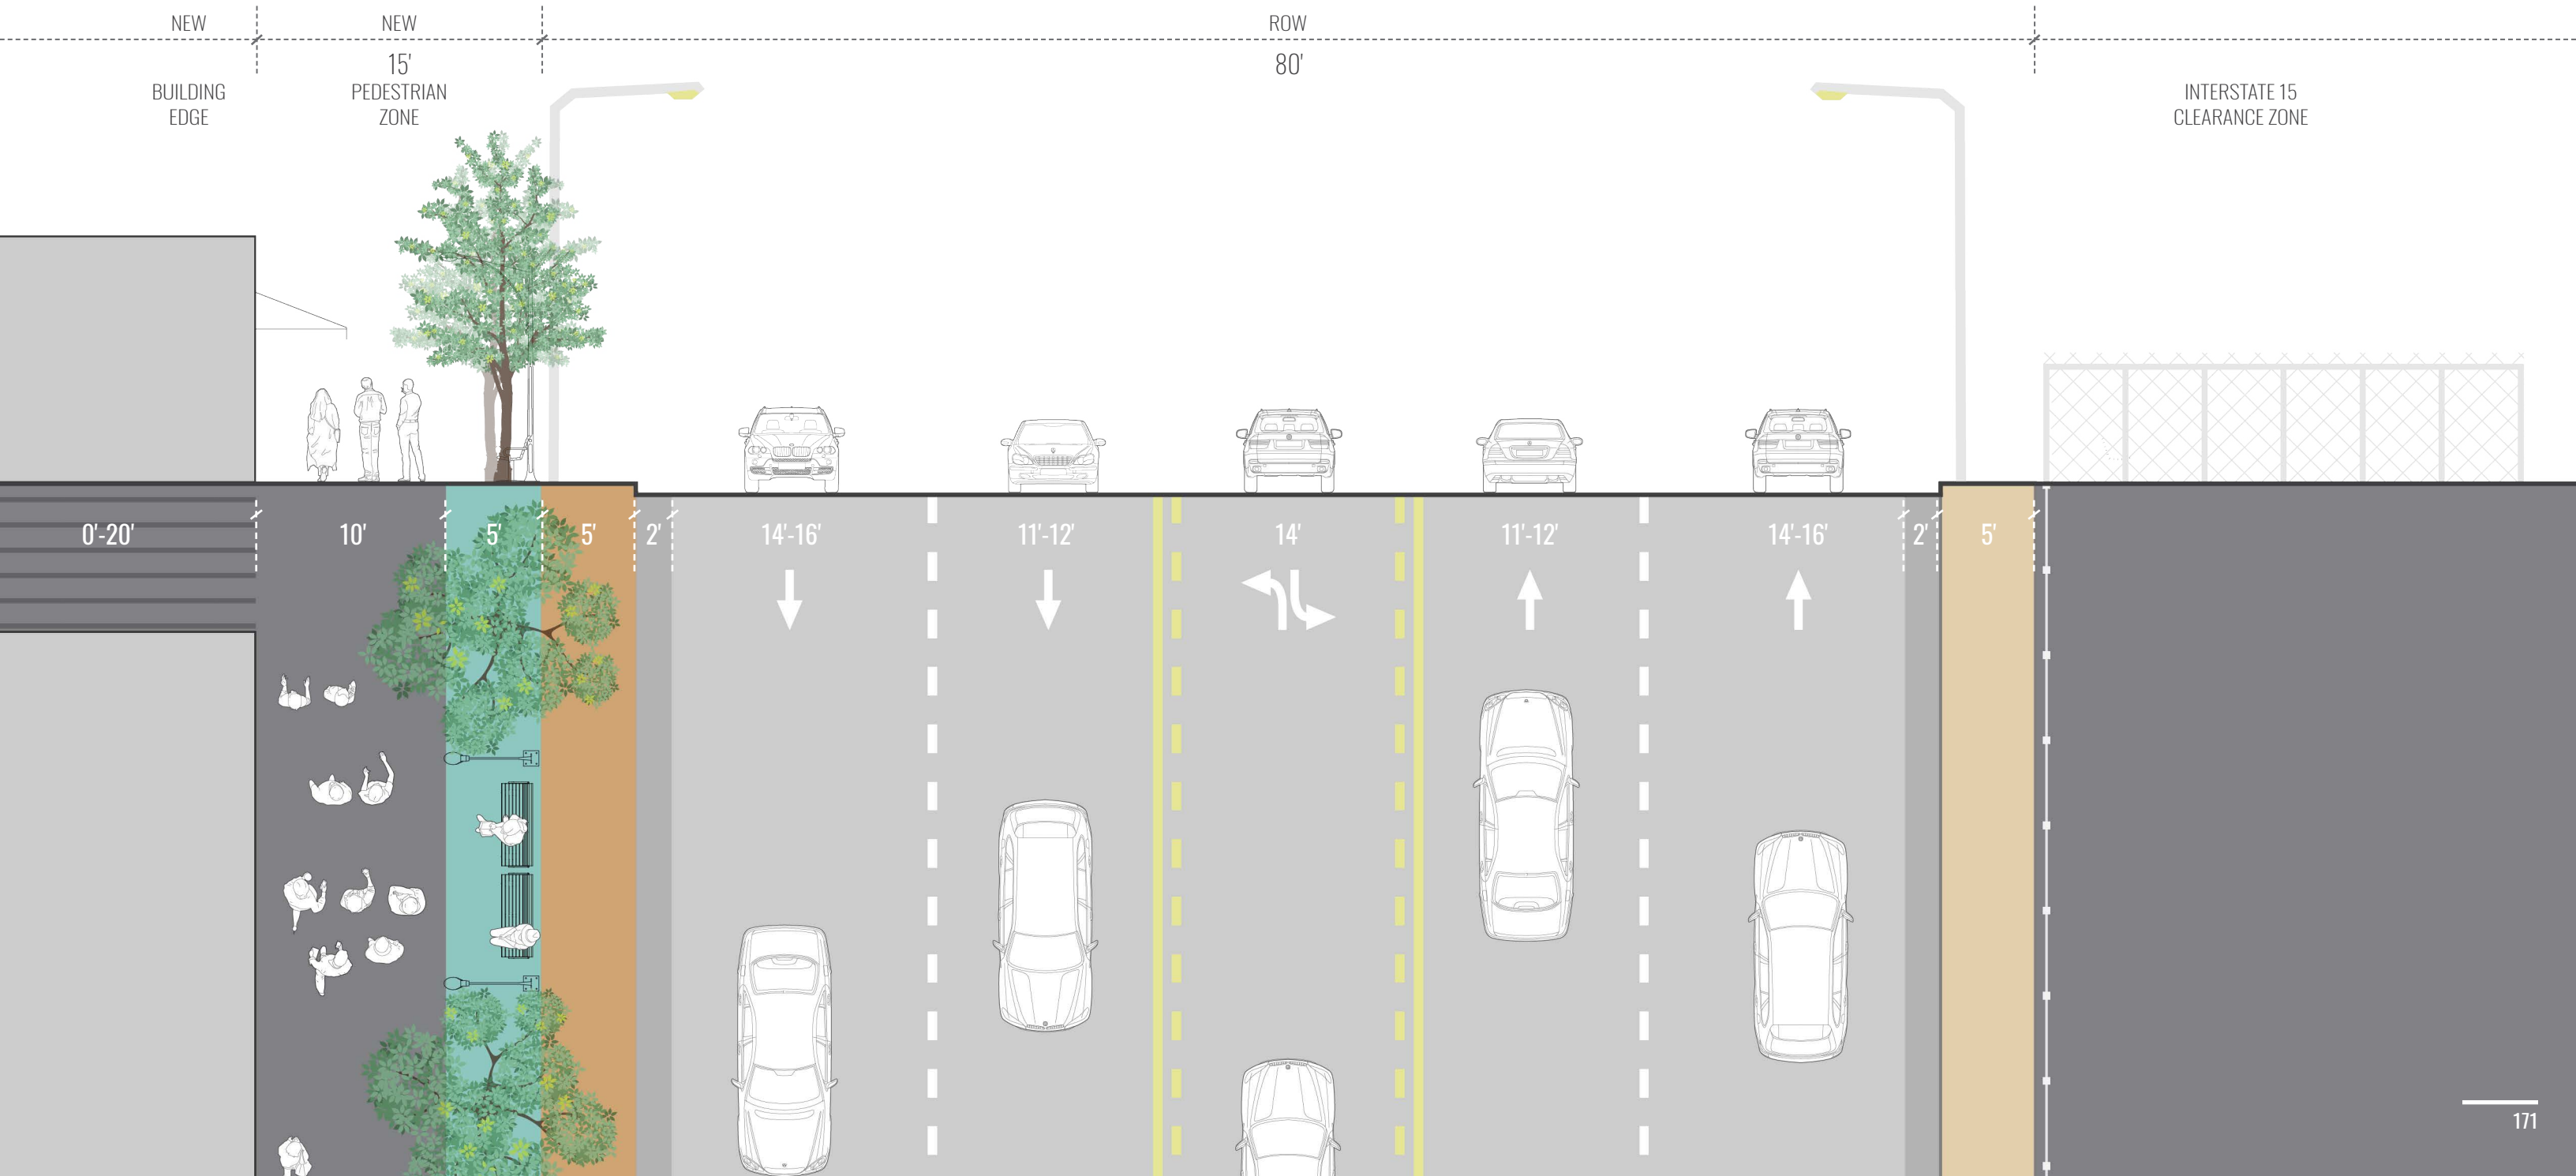 NEW
NEW
ROW
15'
80'
BUILDING
EDGE
PEDESTRIAN
ZONE
INTERSTATE 15
CLEARANCE ZONE
0'-20'
10'
5'
5'
2'
14'-16'
11'-12'
14'
11'-12'
14'-16'
2'
5'
171